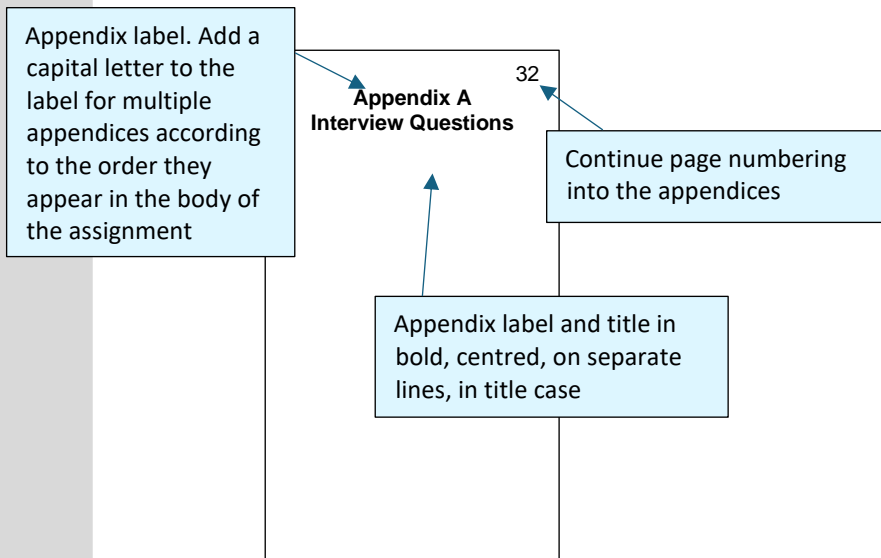 Appendix label. Add a
capital letter to the
label for multiple
appendices according
to the order they
appear in the body of
the assignment
32
Appendix A
Interview Questions
Continue page numbering
into the appendices
Appendix label and title in
bold, centred, on separate
lines, in title case